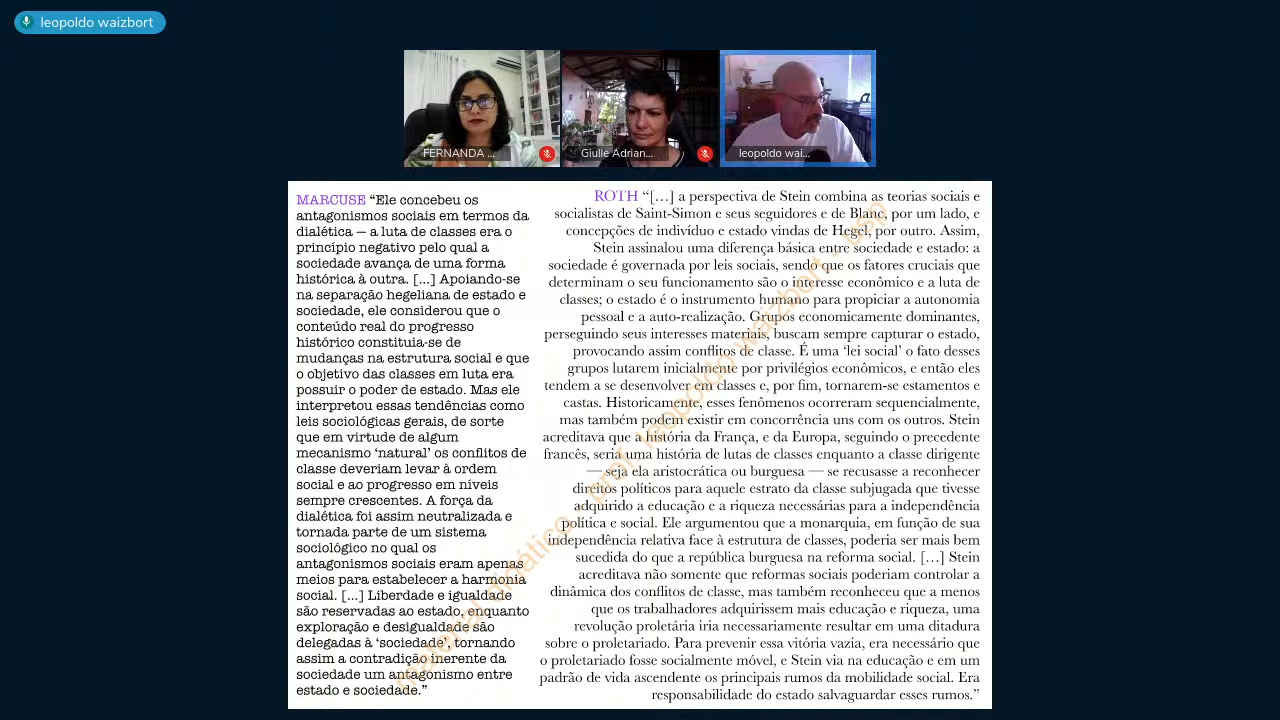 leopoldo waizbort
FERNANDA ...
Giulle Adrian...
leopoldo wai...
MARCUSE “Ele concebeu os
antagonismos sociais em termos da
dialética — a luta de classes era o
princípio negativo pelo qual a
sociedade avança de uma forma
histórica à outra. [...] Apoiando-se
na separação hegeliana de estado e
sociedade, ele considerou que o
conteúdo real do progresso
histórico constituia-se de
mudanças na estrutura social e que
o objetivo das classes em luta era
possuir o poder de estado. Mas ele
interpretou essas tendências como
leis sociológicas gerais, de sorte
que em virtude de algum
mecanismo ‘natural’ os conflitos de
classe deveriam levar à ordem
social e ao progresso em níveis
sempre crescentes. A força da
dialética foi assim neutralizada e
tornada parte de um sistema
sociológico no qual os
antagonismos sociais eram apenas
meios para estabelecer a harmonia
social. [...] Liberdade e igualdade
são reservadas ao estado, enquanto
exploração e desigualdade são
delegadas à ‘sociedade’, tornando
assim a contradição inerente da
sociedade um antagonismo entre
estado e sociedade.”
ROTH “[…] a perspectiva de Stein combina as teorias sociais e
socialistas de Saint-Simon e seus seguidores e de Blanc, por um lado, e
concepções de indivíduo e estado vindas de Hegel, por outro. Assim,
Stein assinalou uma diferença básica entre sociedade e estado: a
sociedade é governada por leis sociais, sendo que os fatores cruciais que
determinam o seu funcionamento são o interesse econômico e a luta de
classes; o estado é o instrumento humano para propiciar a autonomia
pessoal e a auto-realização. Grupos economicamente dominantes,
perseguindo seus interesses materiais, buscam sempre capturar o estado,
provocando assim conflitos de classe. É uma ‘lei social’ o fato desses
grupos lutarem inicialmente por privilégios econômicos, e então eles
tendem a se desenvolver em classes e, por fim, tornarem-se estamentos e
castas. Historicamente, esses fenômenos ocorreram sequencialmente,
mas também podem existir em concorrência uns com os outros. Stein
acreditava que a história da França, e da Europa, seguindo o precedente
francês, seria uma história de lutas de classes enquanto a classe dirigente
— seja ela aristocrática ou burguesa — se recusasse a reconhecer
direitos políticos para aquele estrato da classe subjugada que tivesse
adquirido a educação e a riqueza necessárias para a independência
política e social. Ele argumentou que a monarquia, em função de sua
independência relativa face à estrutura de classes, poderia ser mais bem
sucedida do que a república burguesa na reforma social. […] Stein
acreditava não somente que reformas sociais poderiam controlar a
dinâmica dos conflitos de classe, mas também reconheceu que a menos
que os trabalhadores adquirissem mais educação e riqueza, uma
revolução proletária iria necessariamente resultar em uma ditadura
sobre o proletariado. Para prevenir essa vitória vazia, era necessário que
o proletariado fosse socialmente móvel, e Stein via na educação e em um
padrão de vida ascendente os principais rumos da mobilidade social. Era
responsabilidade do estado salvaguardar esses rumos.”
material didático - prof. leopoldo waizbort - usp